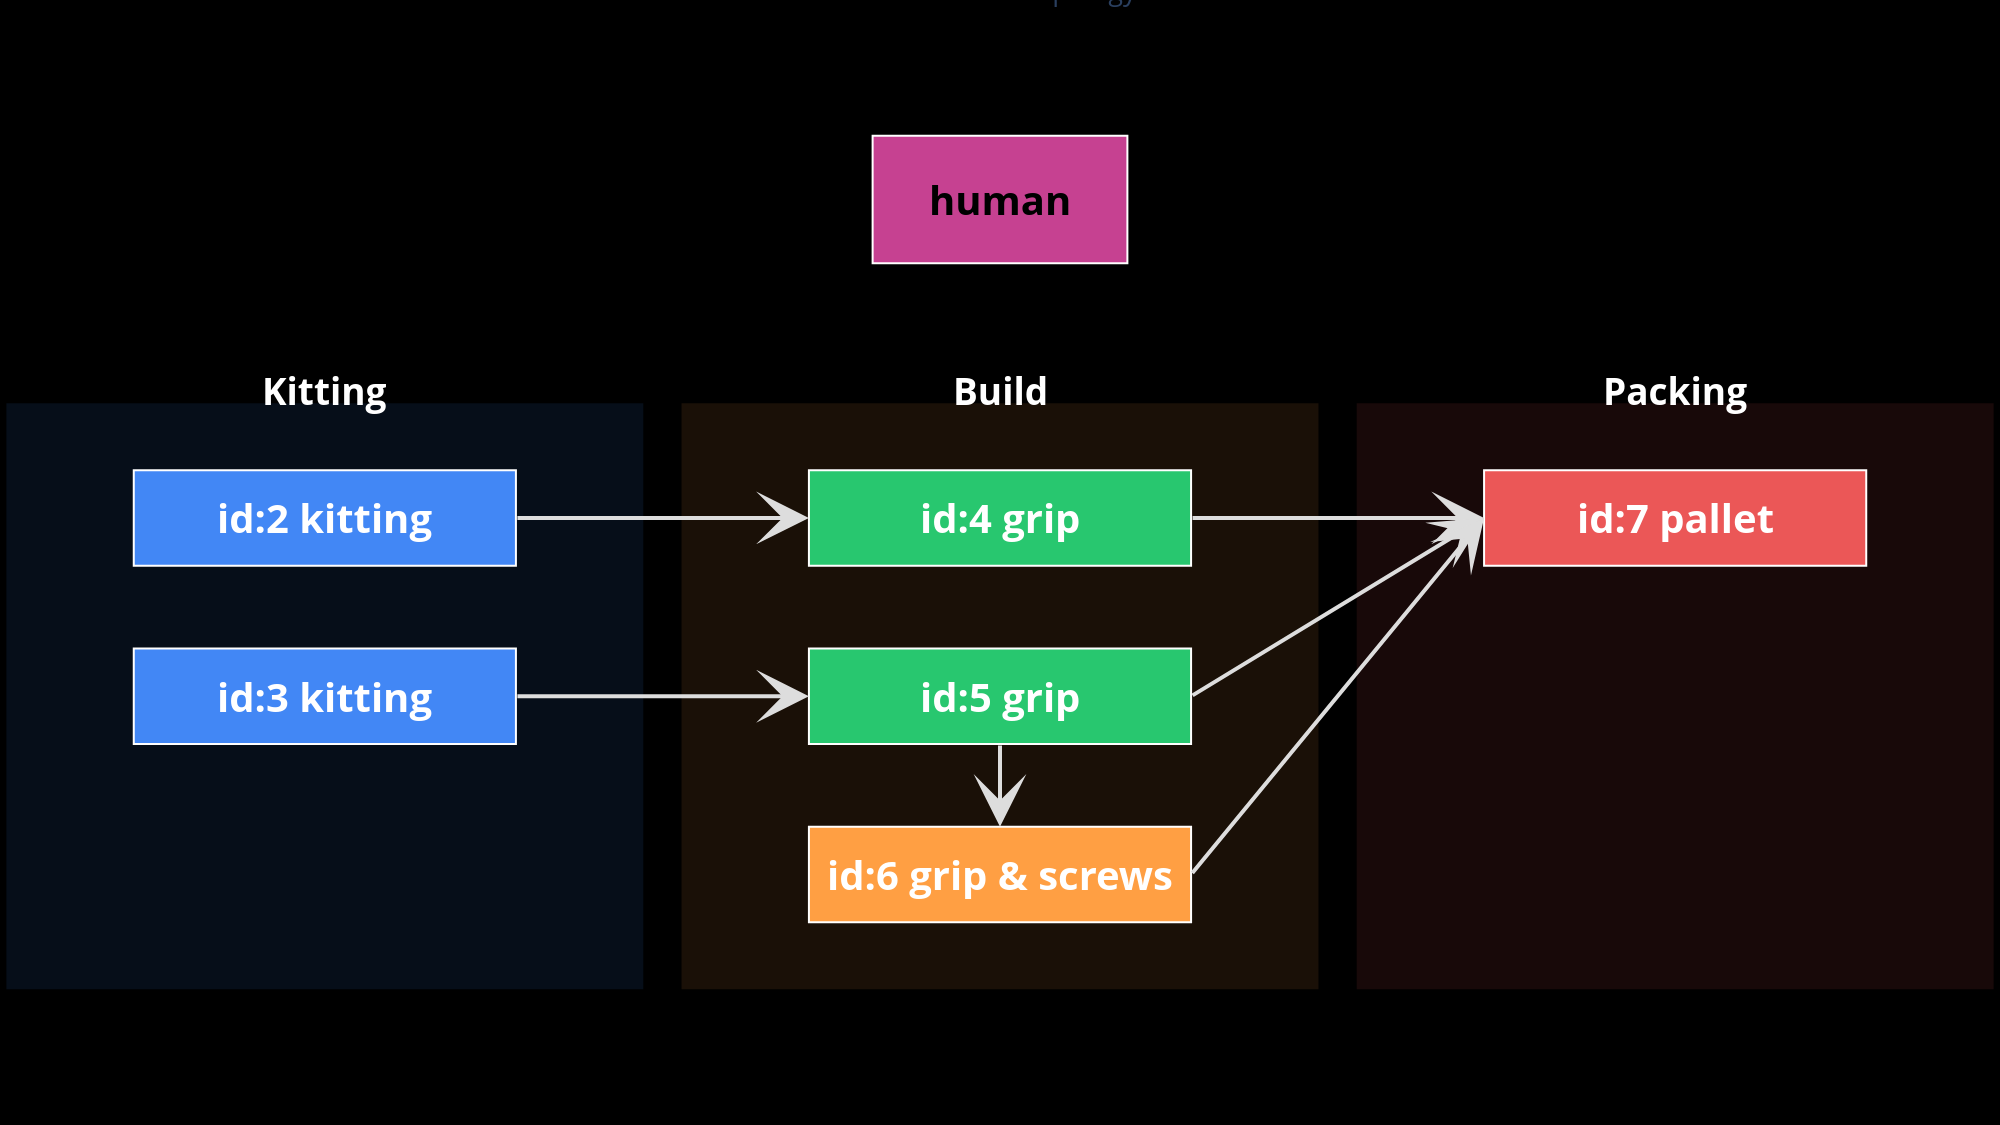 human
Kitting
Build
Packing
id:2 kitting
id:4 grip
id:7 pallet
id:3 kitting
id:5 grip
id:6 grip & screws